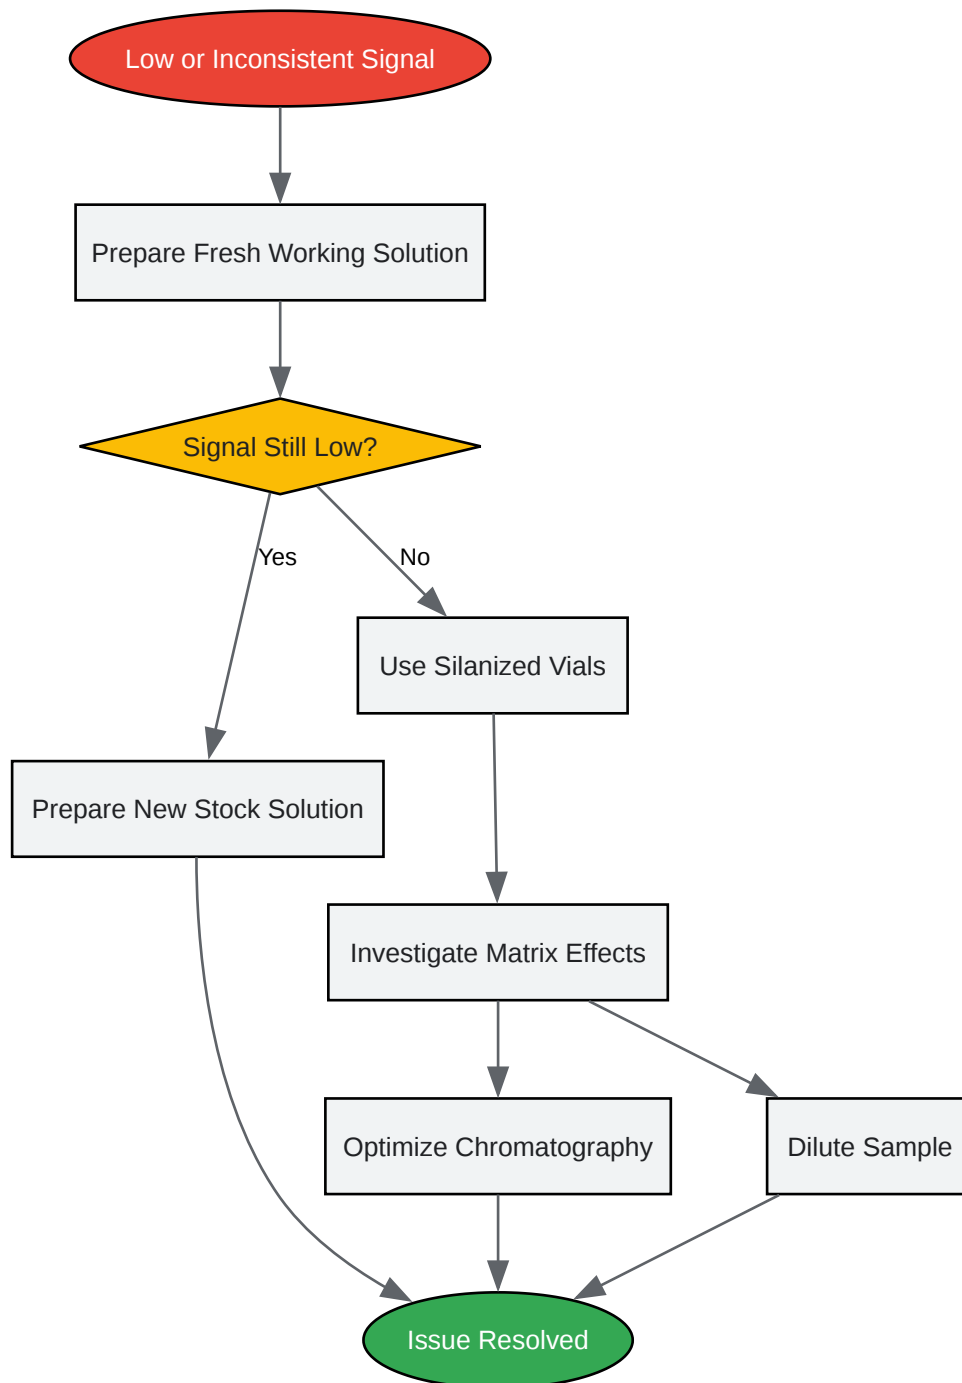 Low or Inconsistent Signal
Prepare Fresh Working Solution
Signal Still Low?
Yes
No
Use Silanized Vials
Prepare New Stock Solution
Investigate Matrix Effects
Optimize Chromatography
Dilute Sample
Issue Resolved